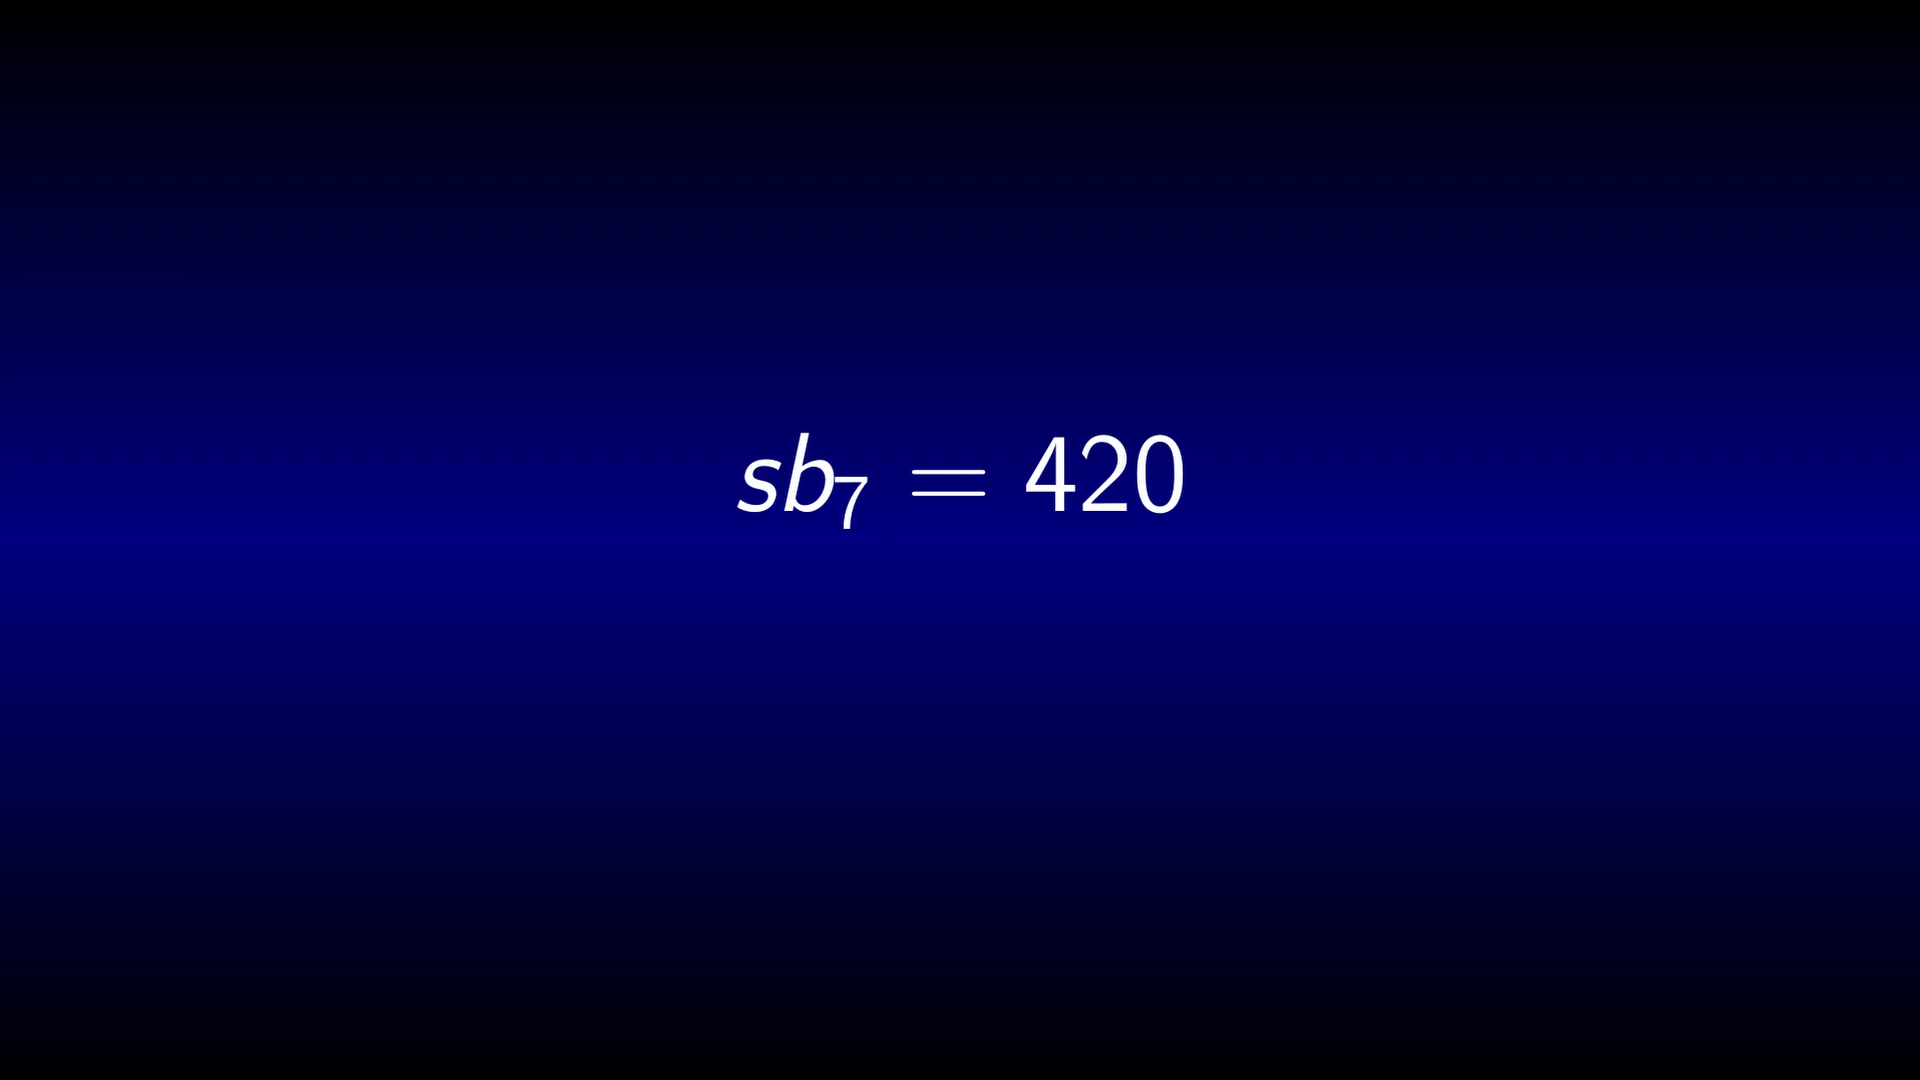 sb₇ = 420